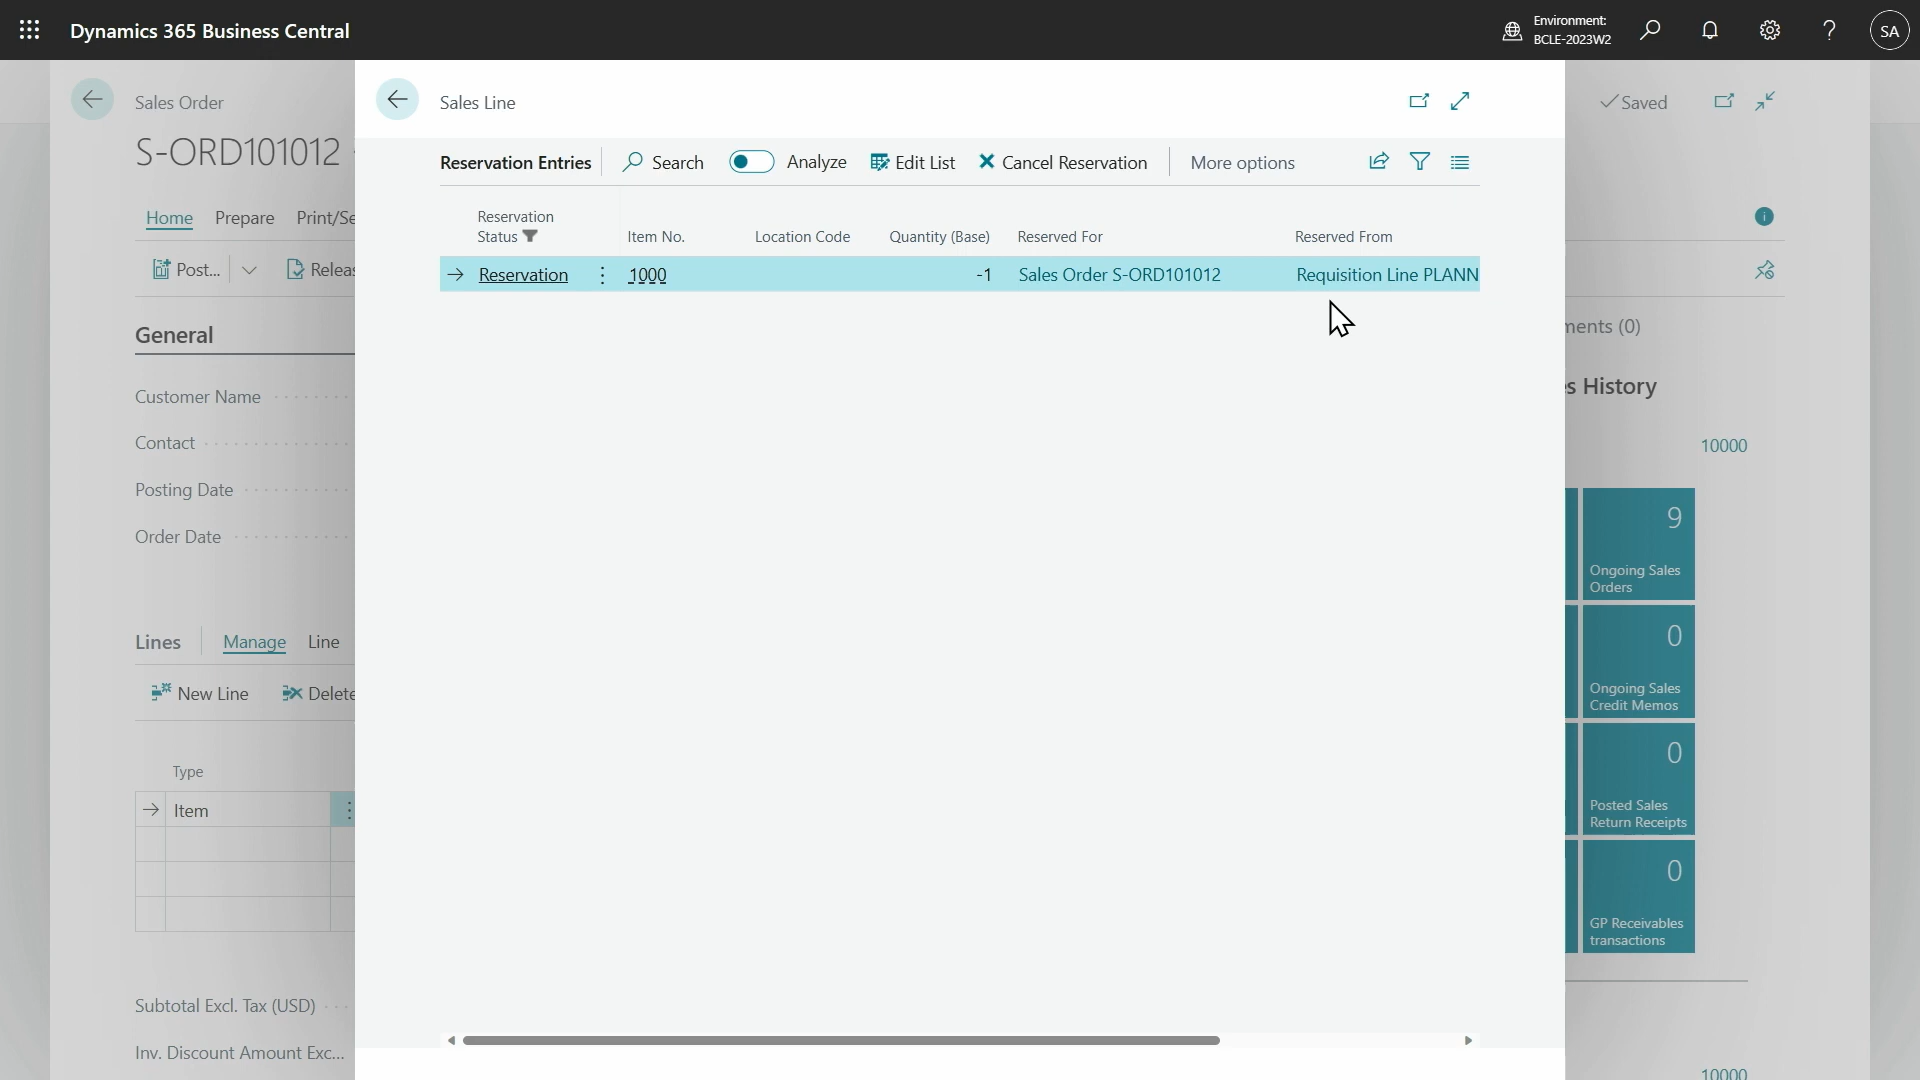 Dynamics 365 Business Central
Environment:
BCLE-2023W2
SA
Sales Order
S-ORD101012
Saved
Home Prepare Print/Se
Post...
Releas
General
Customer Name
Contact
Posting Date
Order Date
Lines
Manage Line
New Line
Delete
Type
Item
Subtotal Excl. Tax (USD)
Inv. Discount Amount Exc...
Sales Line
Reservation Entries
Search
Analyze
Edit List
Cancel Reservation
More options
Reservation
Status
Item No.
Location Code
Quantity (Base)
Reserved For
Reserved From
Reservation
1000
-1
Sales Order S-ORD101012
Requisition Line PLANN
ments (0)
s History
10000
9
Ongoing Sales
Orders
0
Ongoing Sales
Credit Memos
0
Posted Sales
Return Receipts
0
GP Receivables
transactions
10000